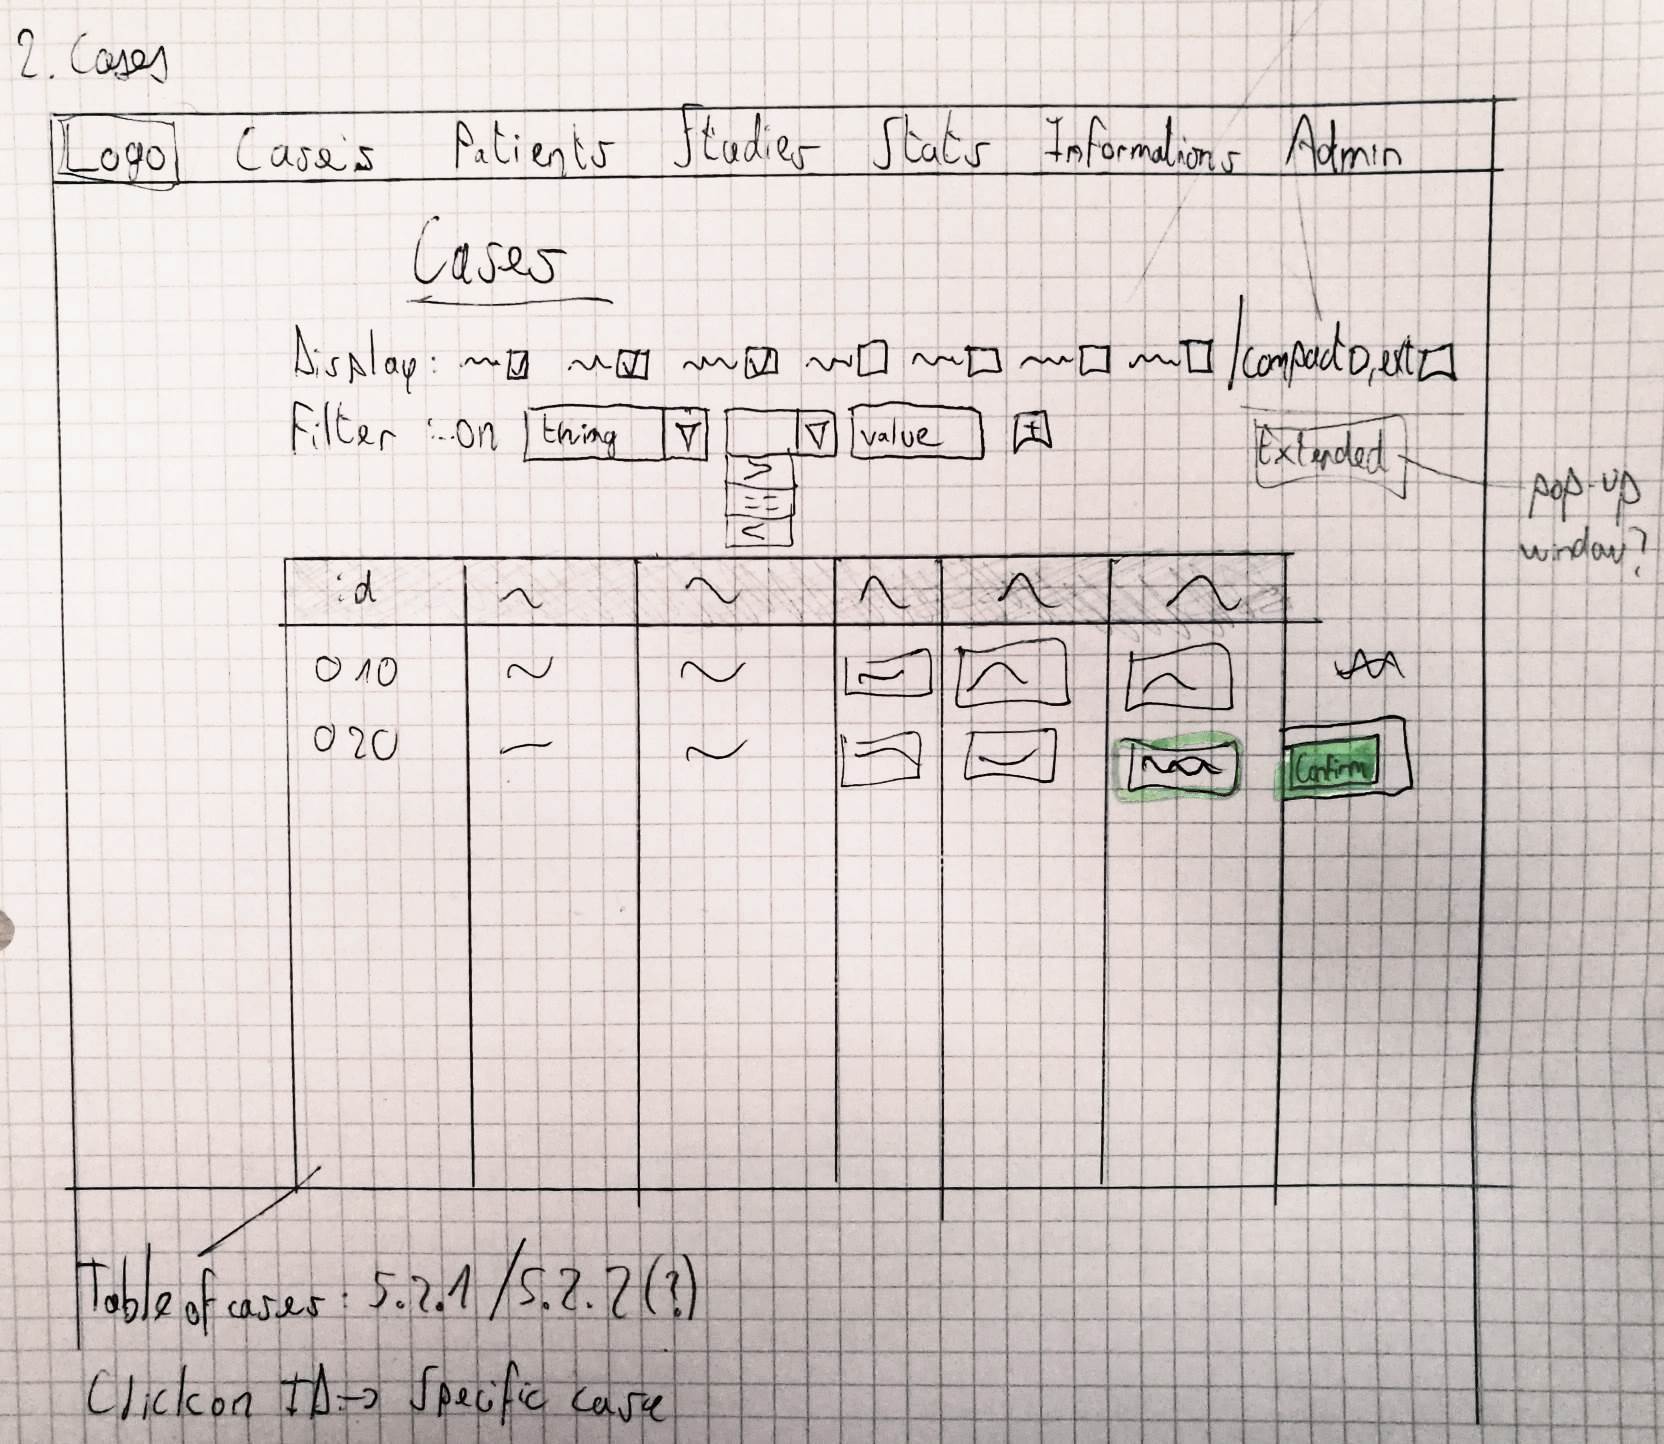 2. Cases
Logo Cases Patients Studies Stats Informations Admin
Cases
Display: / compact, ext
Filter : on thing value +
>
=
<
Extended
pop-up
window?
id
010
020
Confirm
Table of cases: 5.2.1 / 5.2.2 (?)
Click on ID → Specific case